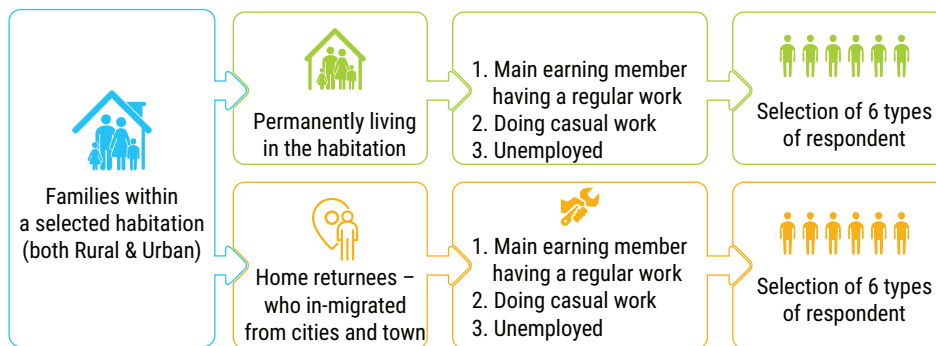 Families within
a selected habitation
(both Rural & Urban)
Permanently living
in the habitation
1. Main earning member
having a regular work
2. Doing casual work
3. Unemployed
Selection of 6 types
of respondent
Home returnees –
who in-migrated
from cities and town
1. Main earning member
having a regular work
2. Doing casual work
3. Unemployed
Selection of 6 types
of respondent